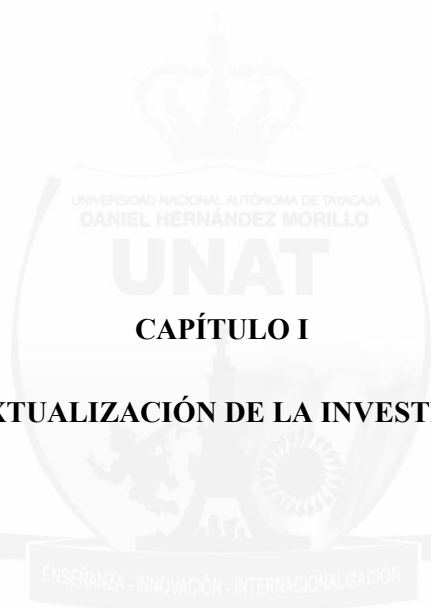 UNIVERSIDAD NACIONAL AUTÓNOMA DE TAYACAJA
DANIEL HERNÁNDEZ MORILLO
UNAT
CAPÍTULO I
XTUALIZACIÓN DE LA INVEST
ENSEÑANZA - INNOVACIÓN - INTERNACIONALIZACIÓN